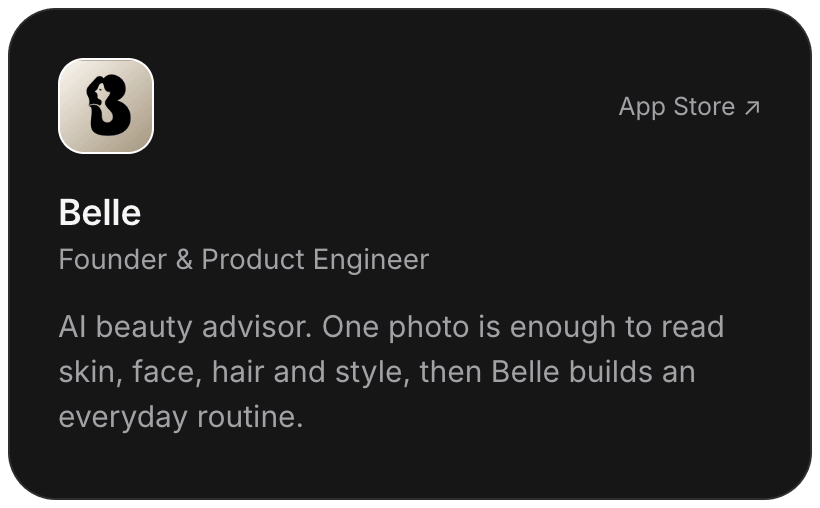 App Store ↗
Belle
Founder & Product Engineer
AI beauty advisor. One photo is enough to read
skin, face, hair and style, then Belle builds an
everyday routine.